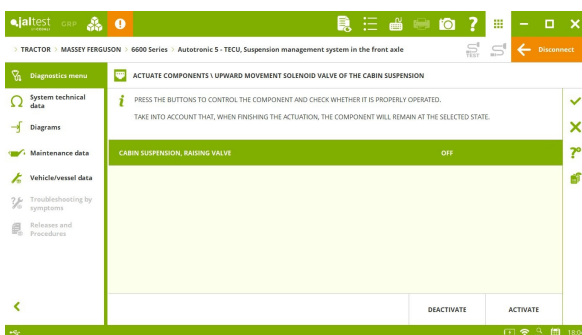 jaltest GRP
> TRACTOR > MASSEY FERGUSON > 6600 Series > Autotronic 5 - TECU, Suspension management system in the front axle
TEST
Disconnect
Diagnostics menu
ACTUATE COMPONENTS \ UPWARD MOVEMENT SOLENOID VALVE OF THE CABIN SUSPENSION
System technical data
PRESS THE BUTTONS TO CONTROL THE COMPONENT AND CHECK WHETHER IT IS PROPERLY OPERATED.
TAKE INTO ACCOUNT THAT, WHEN FINISHING THE ACTUATION, THE COMPONENT WILL REMAIN AT THE SELECTED STATE.
Diagrams
Maintenance data
CABIN SUSPENSION, RAISING VALVE OFF
Vehicle/vessel data
Troubleshooting by symptoms
Releases and Procedures
DEACTIVATE ACTIVATE